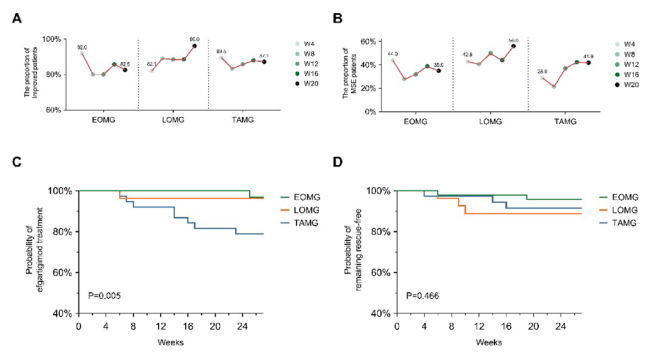 A
The proportion of
Improved patients
100%
80%
60%
92.0
82.5
82.1
96.0
89.5
87.1
EOMG
LOMG
TAMG
W4
W8
W12
W16
W20
B
The proportion of
MSE patients
60%
40%
20%
0%
44.0
35.0
42.9
56.0
41.9
EOMG
LOMG
TAMG
W4
W8
W12
W16
W20
C
Probability of
efgartigimod treatment
100%
80%
60%
40%
P=0.005
0
4
8
12
16
20
24
Weeks
EOMG
LOMG
TAMG
D
Probability of
remaining rescue-free
100%
80%
60%
40%
P=0.466
0
4
8
12
16
20
24
Weeks
EOMG
LOMG
TAMG